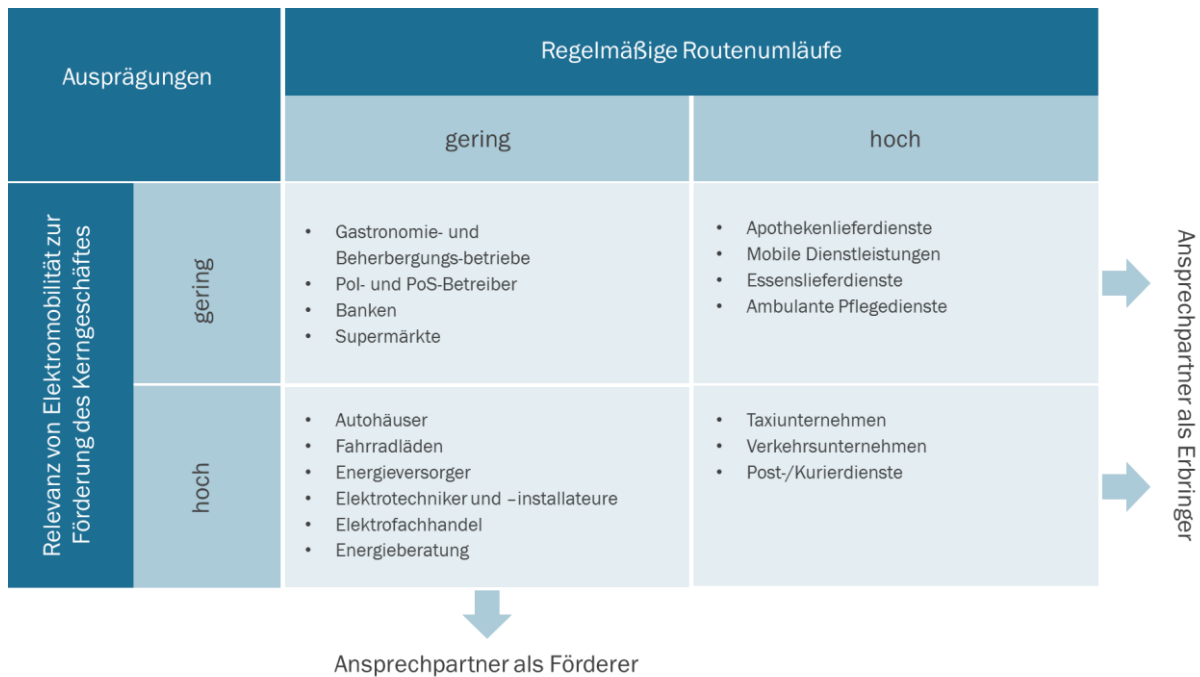 Ausprägungen
Regelmäßige Routenumläufe
gering
hoch
Relevanz von Elektromobilität zur
Förderung des Kerngeschäftes
gering
• Gastronomie- und
Beherbergungs-betriebe
• PoI- und PoS-Betreiber
• Banken
• Supermärkte
• Apothekenlieferdienste
• Mobile Dienstleistungen
• Essenslieferdienste
• Ambulante Pflegedienste
hoch
• Autohäuser
• Fahrradläden
• Energieversorger
• Elektrotechniker und –installateure
• Elektrofachhandel
• Energieberatung
• Taxiunternehmen
• Verkehrsunternehmen
• Post-/Kurierdienste
Ansprechpartner als Erbringer
Ansprechpartner als Förderer